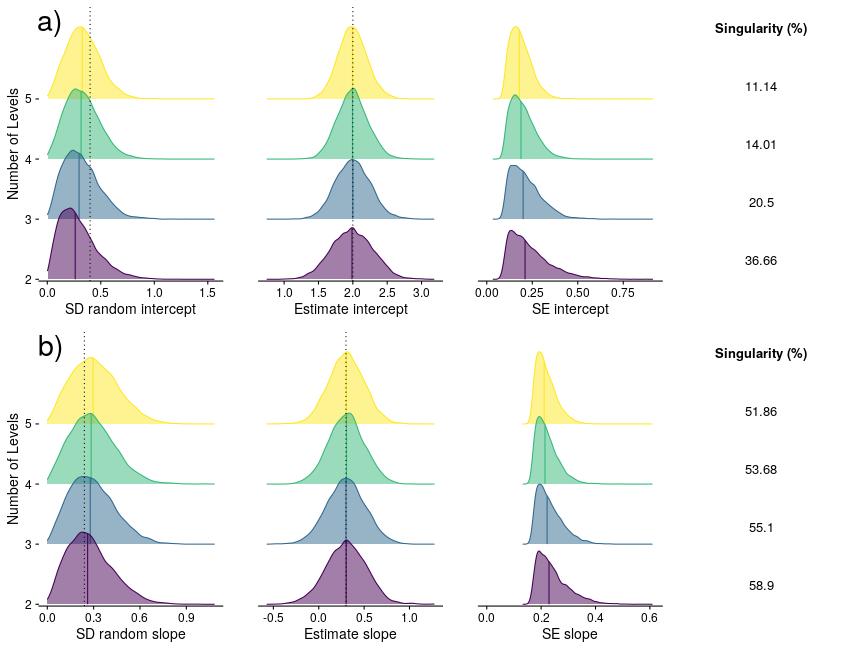 a)
Singularity (%)
Number of Levels
5
11.14
4
14.01
3
20.5
2
36.66
0.0 0.5 1.0 1.5
SD random intercept
1.0 1.5 2.0 2.5 3.0
Estimate intercept
0.00 0.25 0.50 0.75
SE intercept
b)
Singularity (%)
Number of Levels
5
51.86
4
53.68
3
55.1
2
58.9
0.0 0.3 0.6 0.9
SD random slope
-0.5 0.0 0.5 1.0
Estimate slope
0.0 0.2 0.4 0.6
SE slope